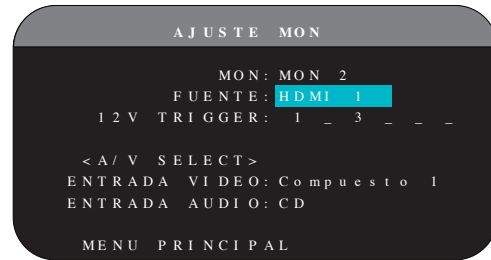 AJUSTE MON
MON: MON 2
FUENTE: HDMI 1
12V TRIGGER: 1 _ 3 _ _ _
<A/V SELECT>
ENTRADA VIDEO: Compuesto 1
ENTRADA AUDIO: CD
MENU PRINCIPAL